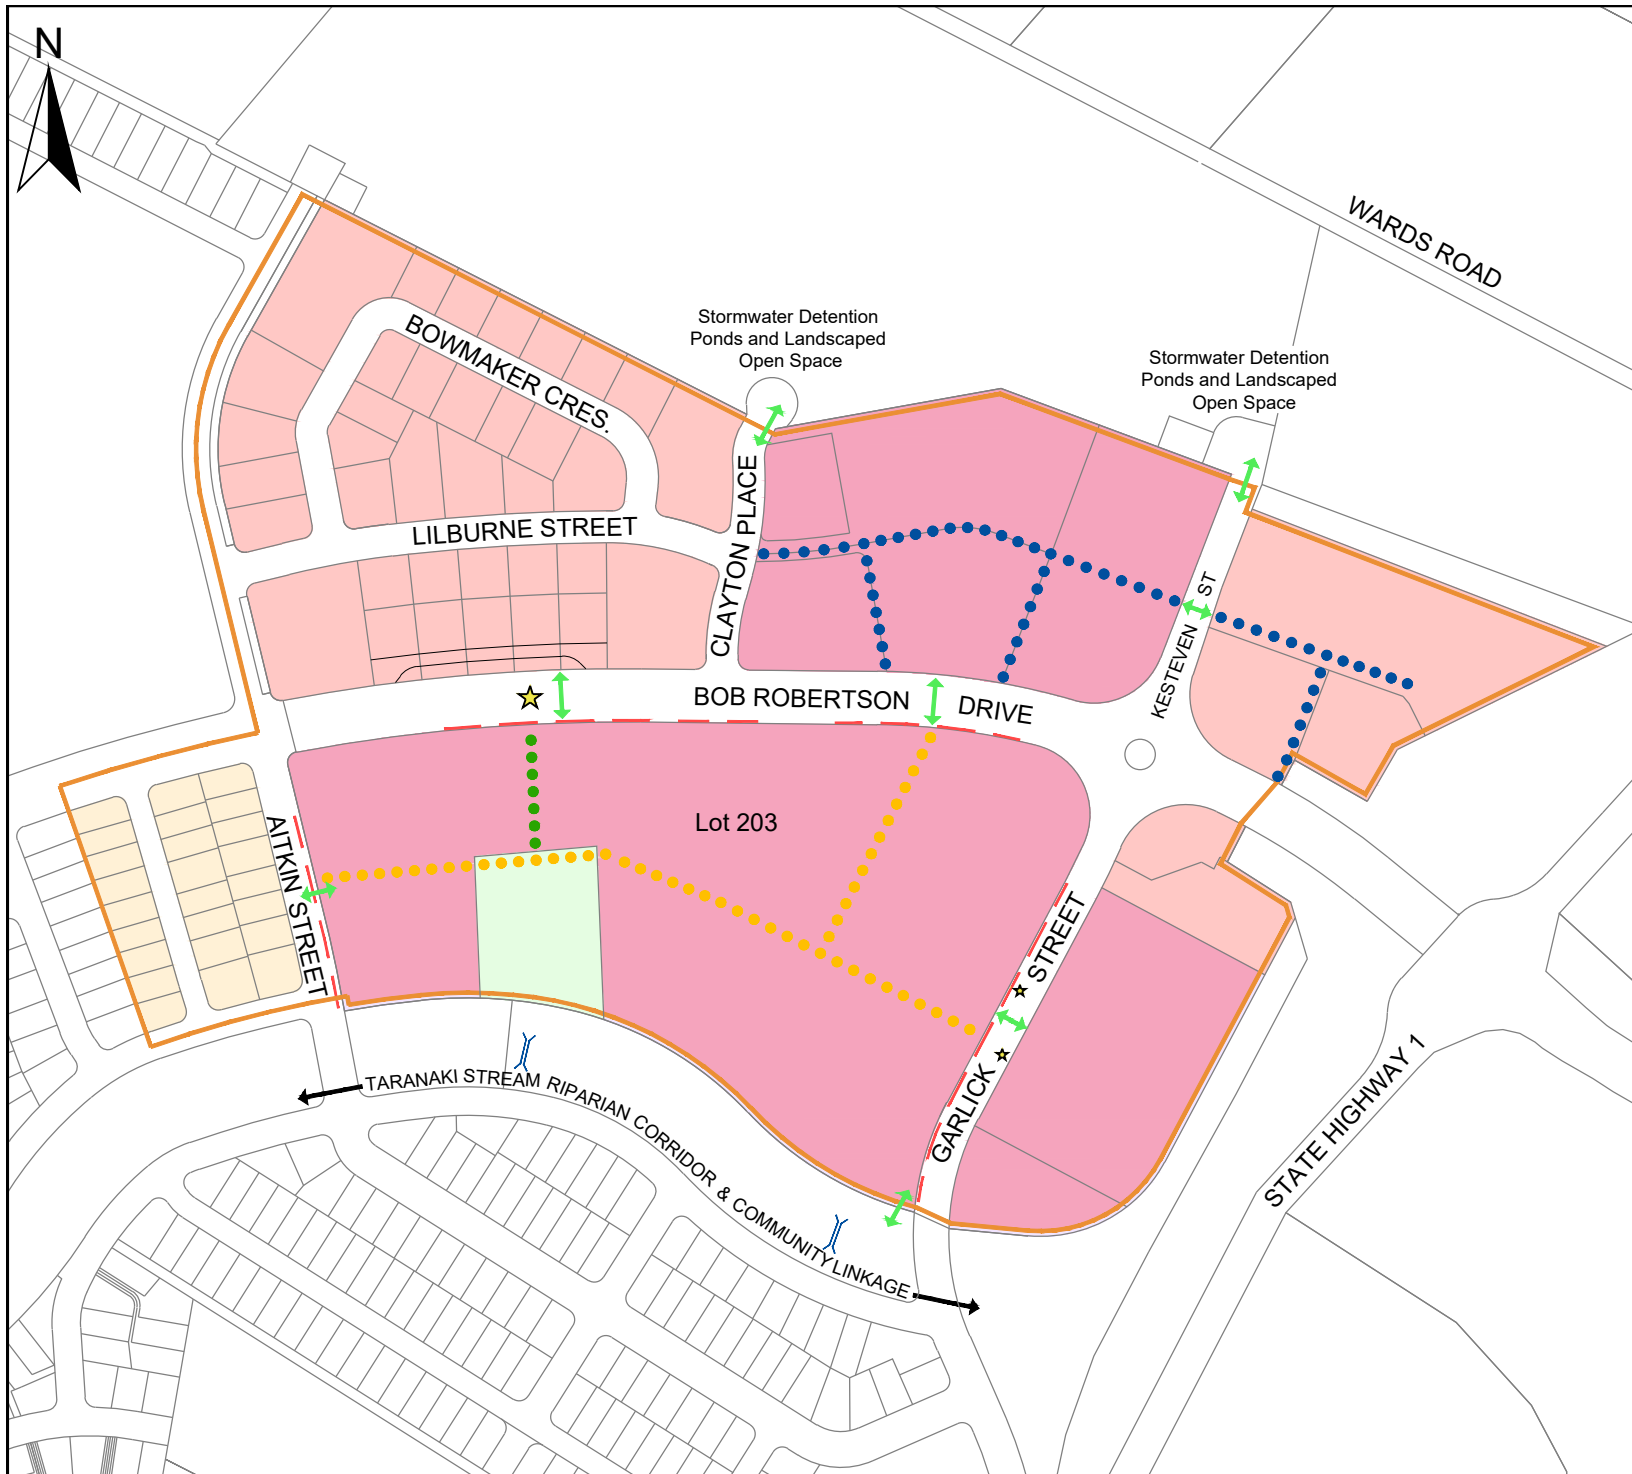 N
WARDS ROAD
Stormwater Detention
Ponds and Landscaped
Open Space
Stormwater Detention
Ponds and Landscaped
Open Space
BOWMAKER CRES.
LILBURNE STREET
CLAYTON PLACE
KESTEVEN ST
BOB ROBERTSON DRIVE
Lot 203
AITKIN STREET
GARLICK STREET
STATE HIGHWAY 1
TARANAKI STREAM RIPARIAN CORRIDOR & COMMUNITY LINKAGE